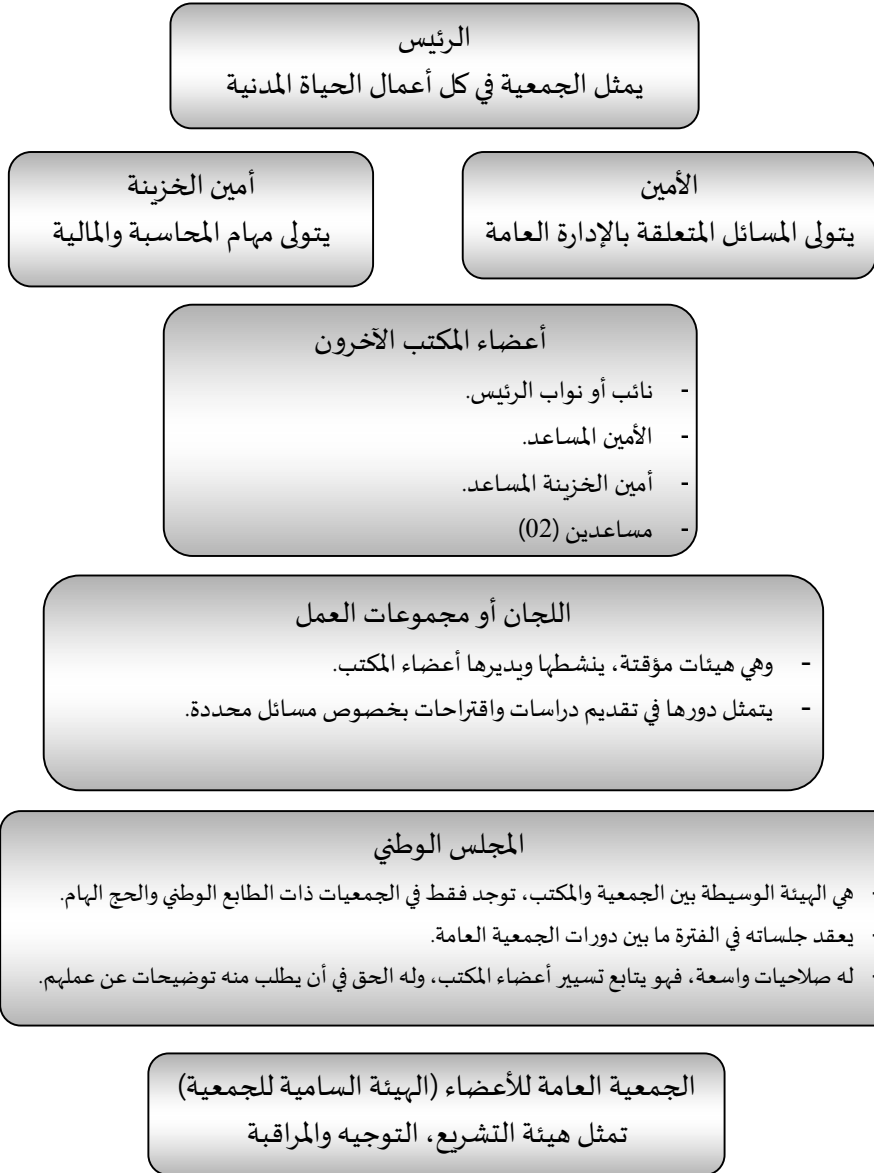 الرئيس
يمثل الجمعية في كل أعمال الحياة المدنية
الأمين
يتولى المسائل المتعلقة بالإدارة العامة
أمين الخزينة
يتولى مهام المحاسبة والمالية
أعضاء المكتب الآخرون
- نائب أو نواب الرئيس.
- الأمين المساعد.
- أمين الخزينة المساعد.
- مساعدين (02)
اللجان أو مجموعات العمل
- وهي هيئات مؤقتة، ينشطها ويديرها أعضاء المكتب.
- يتمثل دورها في تقديم دراسات واقتراحات بخصوص مسائل محددة.
المجلس الوطني
- هي الهيئة الوسيطة بين الجمعية والمكتب، توجد فقط في الجمعيات ذات الطابع الوطني والحج الهام.
- يعقد جلساته في الفترة ما بين دورات الجمعية العامة.
- له صلاحيات واسعة، فهو يتابع تسيير أعضاء المكتب، وله الحق في أن يطلب منه توضيحات عن عملهم.
الجمعية العامة للأعضاء (الهيئة السامية للجمعية)
تمثل هيئة التشريع، التوجيه والمراقبة